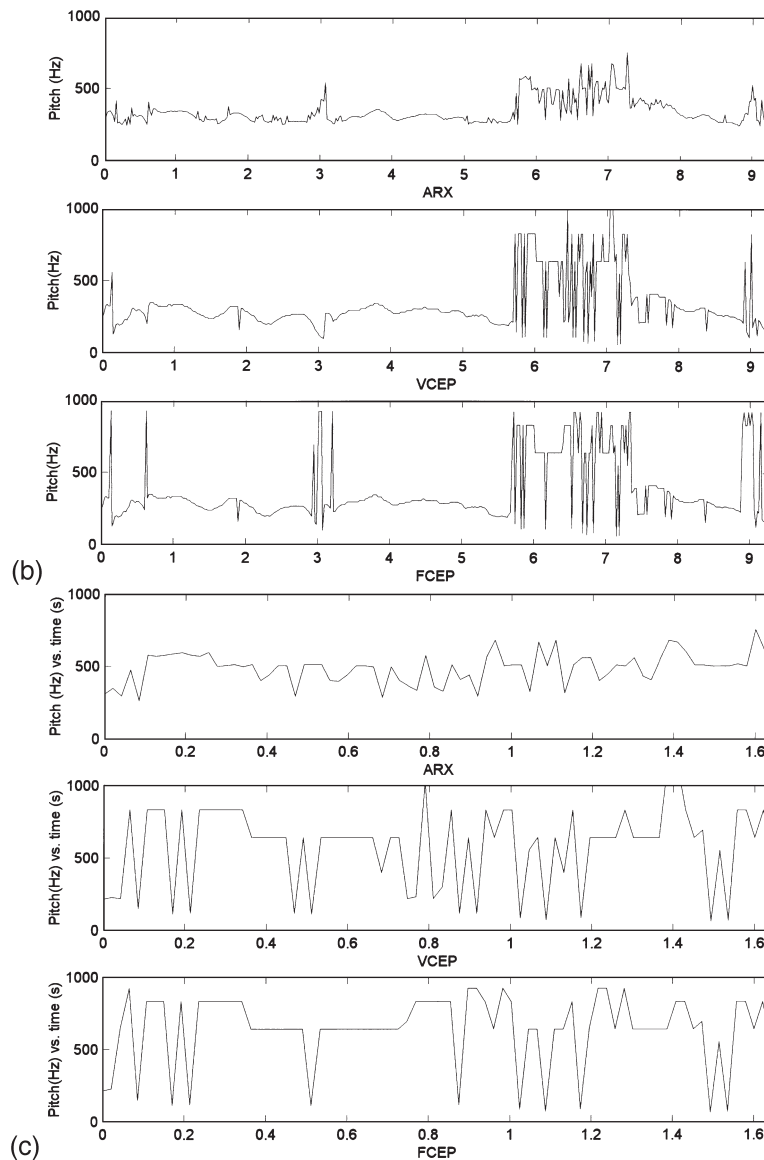 1000
Pitch (Hz)
500
0
0 1 2 3 4 5 6 7 8 9
ARX
1000
Pitch(Hz)
500
0
0 1 2 3 4 5 6 7 8 9
VCEP
1000
Pitch(Hz)
500
0
0 1 2 3 4 5 6 7 8 9
FCEP
(b)
1000
Pitch (Hz) vs. time (s)
500
0
0 0.2 0.4 0.6 0.8 1 1.2 1.4 1.6
ARX
1000
Pitch(Hz) vs. time (s)
500
0
0 0.2 0.4 0.6 0.8 1 1.2 1.4 1.6
VCEP
1000
Pitch(Hz) vs. time (s)
500
0
0 0.2 0.4 0.6 0.8 1 1.2 1.4 1.6
FCEP
(c)